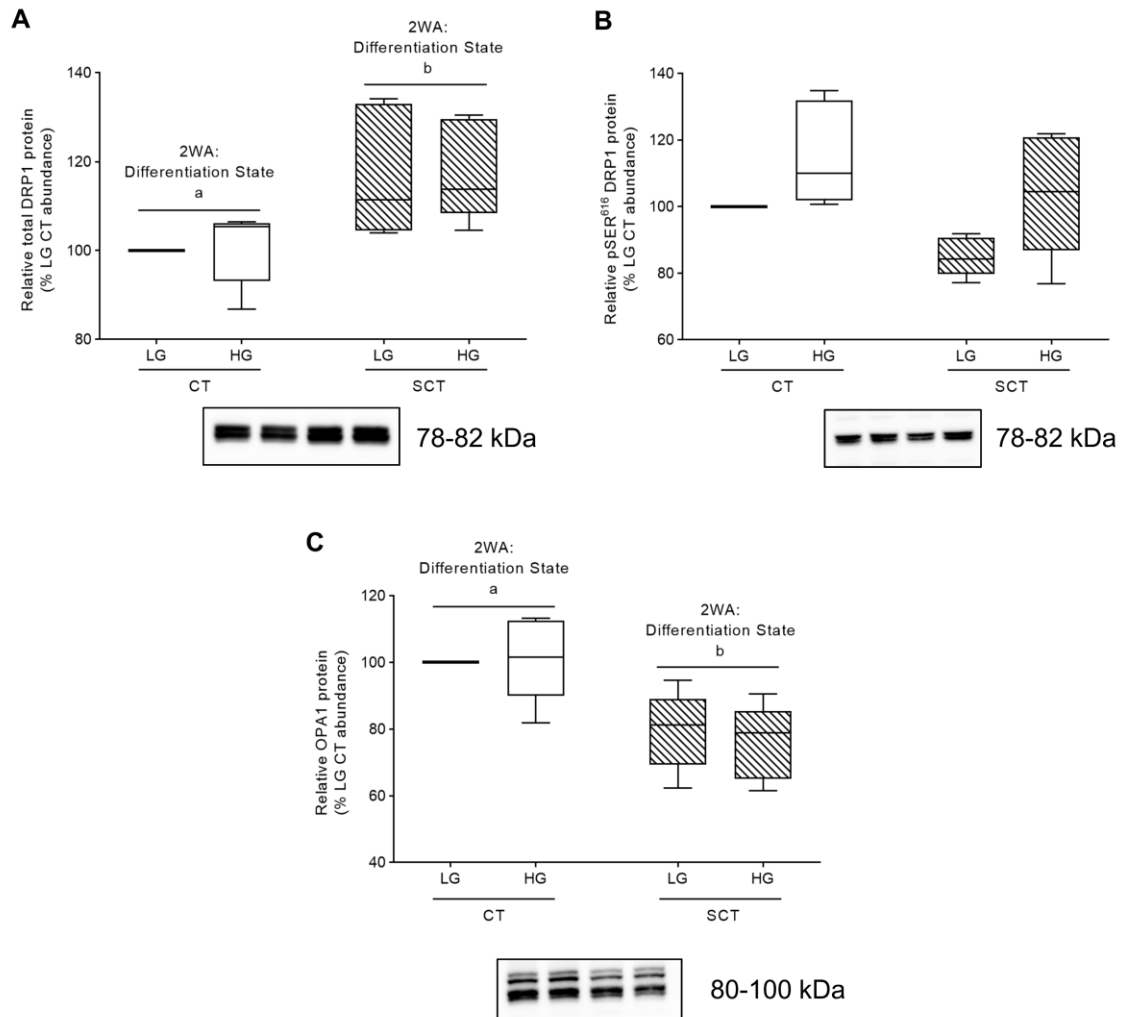 A
2WA:
Differentiation State
b
2WA:
Differentiation State
a
Relative total DRP1 protein
(% LG CT abundance)
140
120
100
80
LG
HG
LG
HG
CT
SCT
78-82 kDa
B
Relative pSER⁶¹⁶ DRP1 protein
(% LG CT abundance)
140
120
100
80
60
LG
HG
LG
HG
CT
SCT
78-82 kDa
C
2WA:
Differentiation State
a
2WA:
Differentiation State
b
Relative OPA1 protein
(% LG CT abundance)
120
100
80
60
40
LG
HG
LG
HG
CT
SCT
80-100 kDa